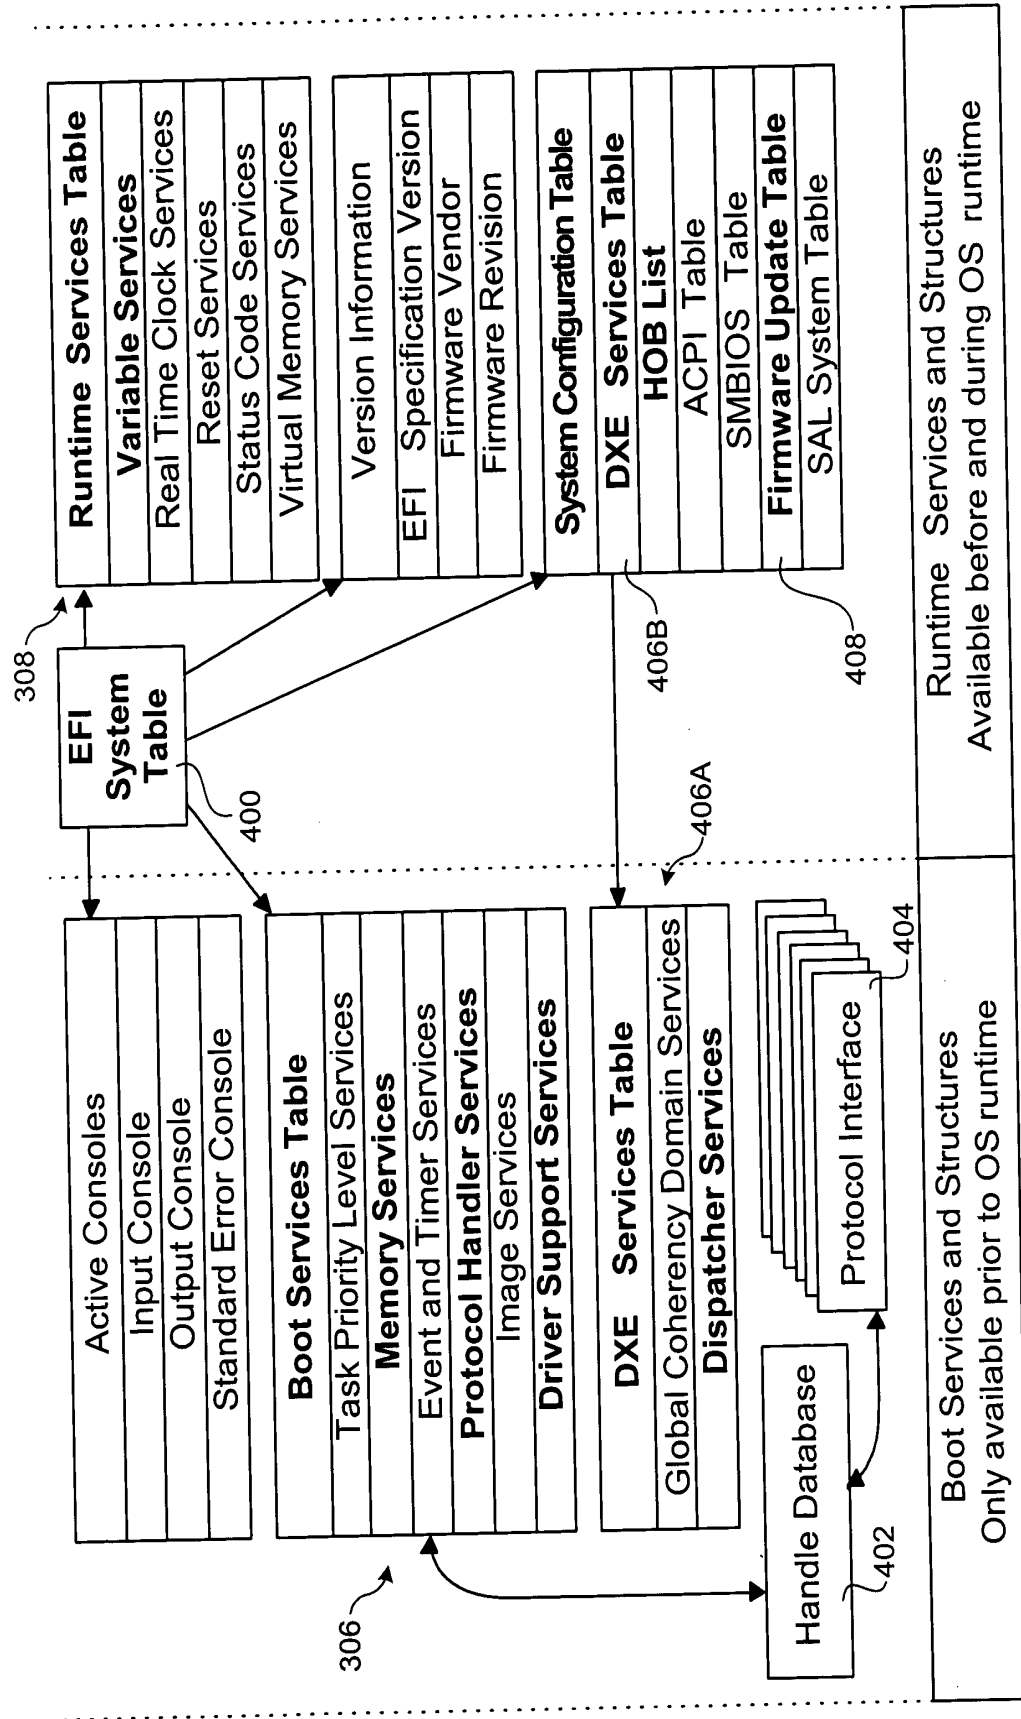 Active Consoles
Input Console
Output Console
Standard Error Console
306
Boot Services Table
Task Priority Level Services
Memory Services
Event and Timer Services
Protocol Handler Services
Image Services
Driver Support Services
DXE Services Table
Global Coherency Domain Services
Dispatcher Services
406A
Handle Database
402
Protocol Interface
404
EFI
System
Table
400
308
Runtime Services Table
Variable Services
Real Time Clock Services
Reset Services
Status Code Services
Virtual Memory Services
Version Information
EFI Specification Version
Firmware Vendor
Firmware Revision
System Configuration Table
DXE Services Table
HOB List
ACPI Table
SMBIOS Table
Firmware Update Table
SAL System Table
406B
408
Boot Services and Structures
Only available prior to OS runtime
Runtime Services and Structures
Available before and during OS runtime